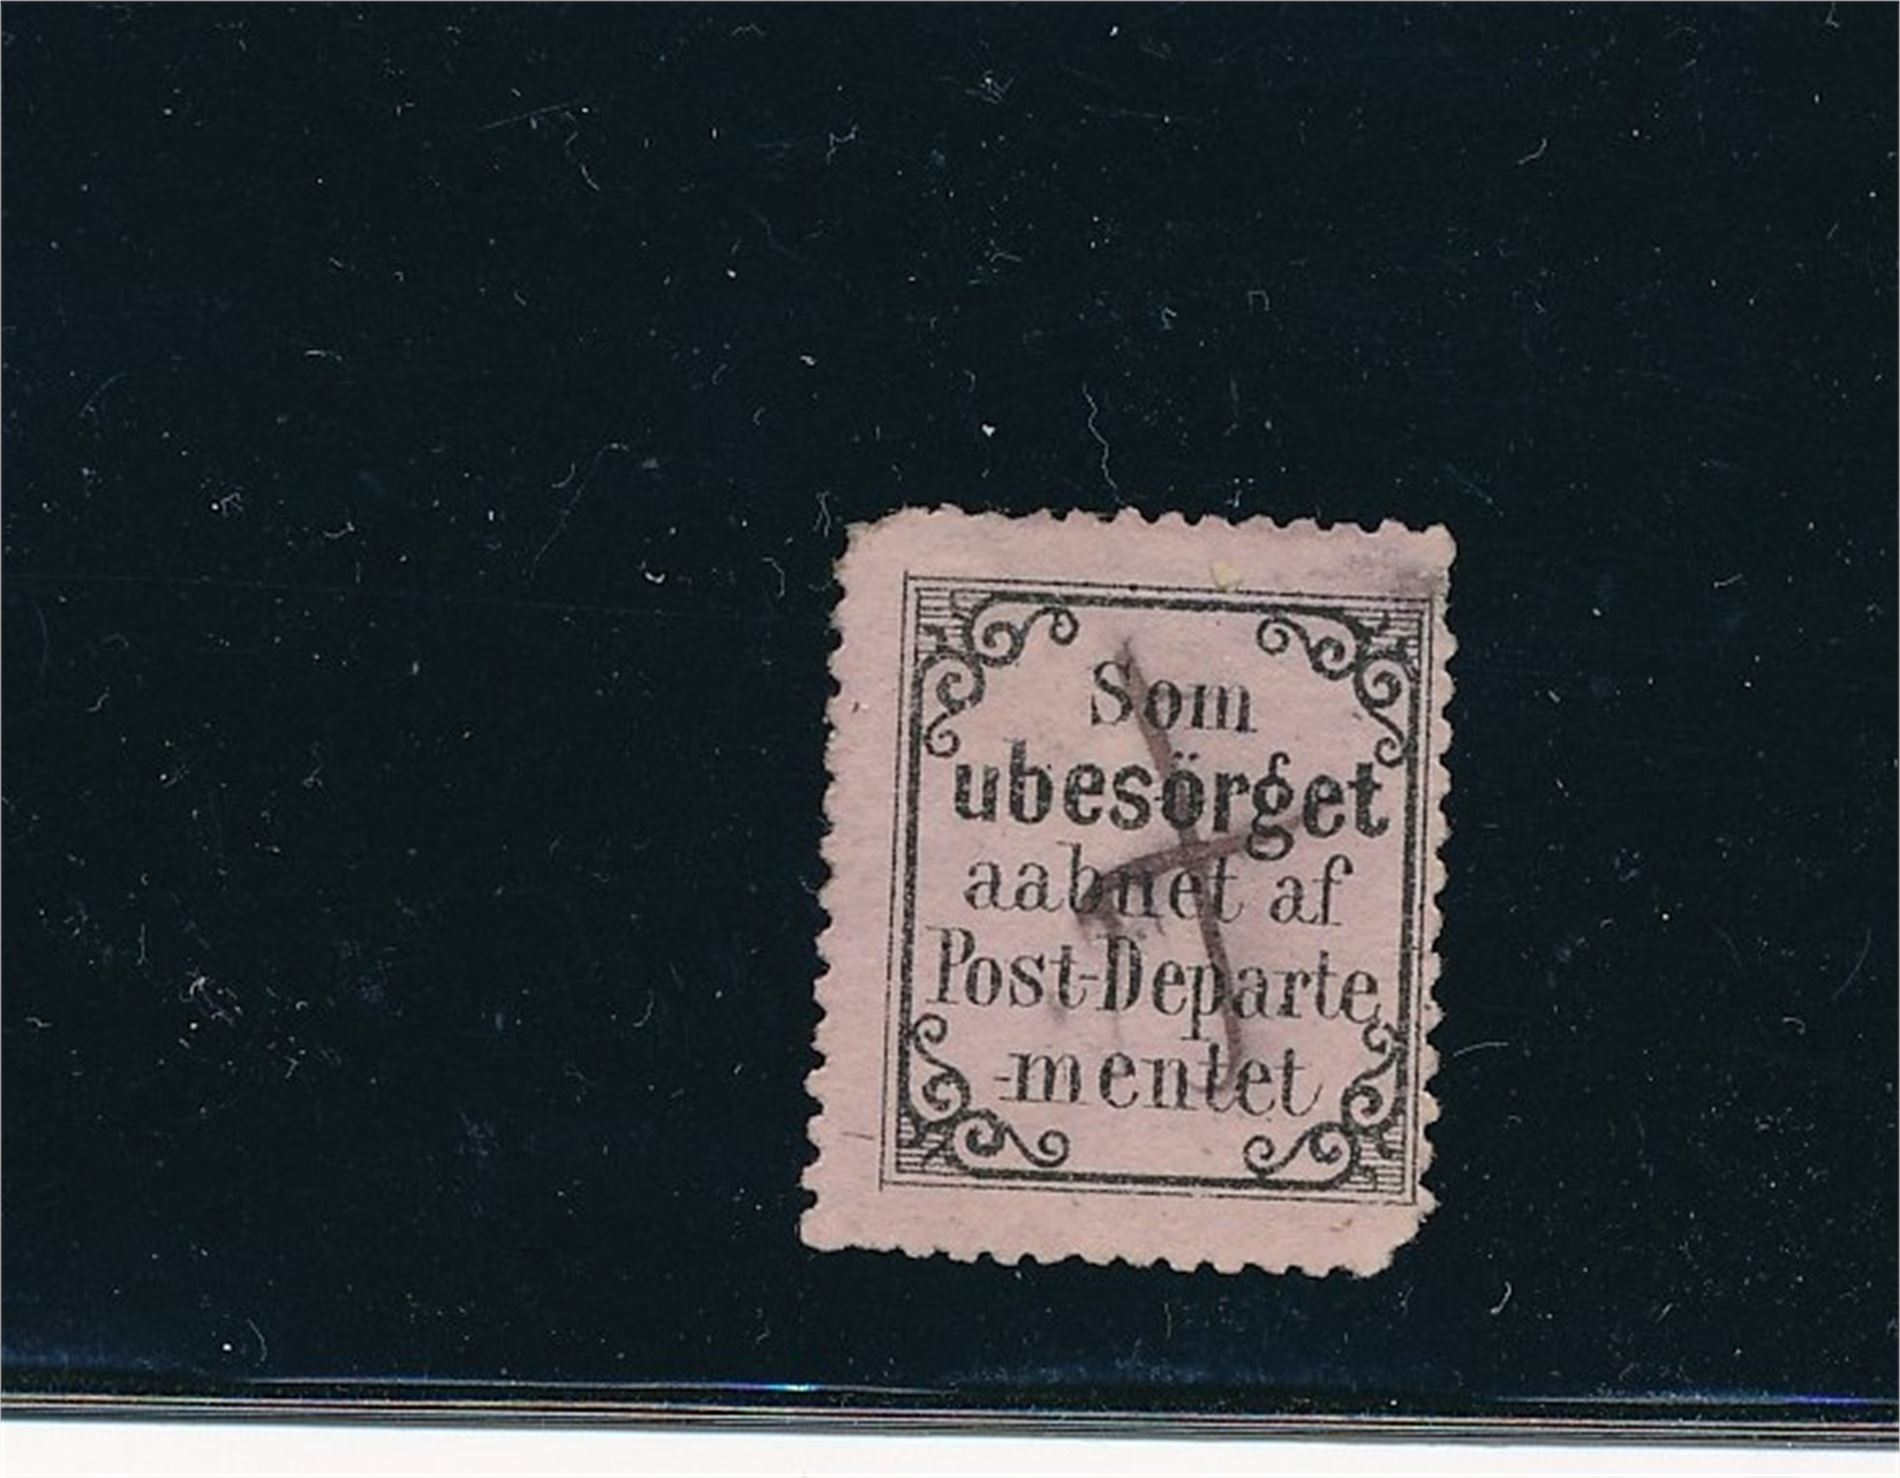 Som
ubesörget
aabnet af
Post-Departe
-mentet